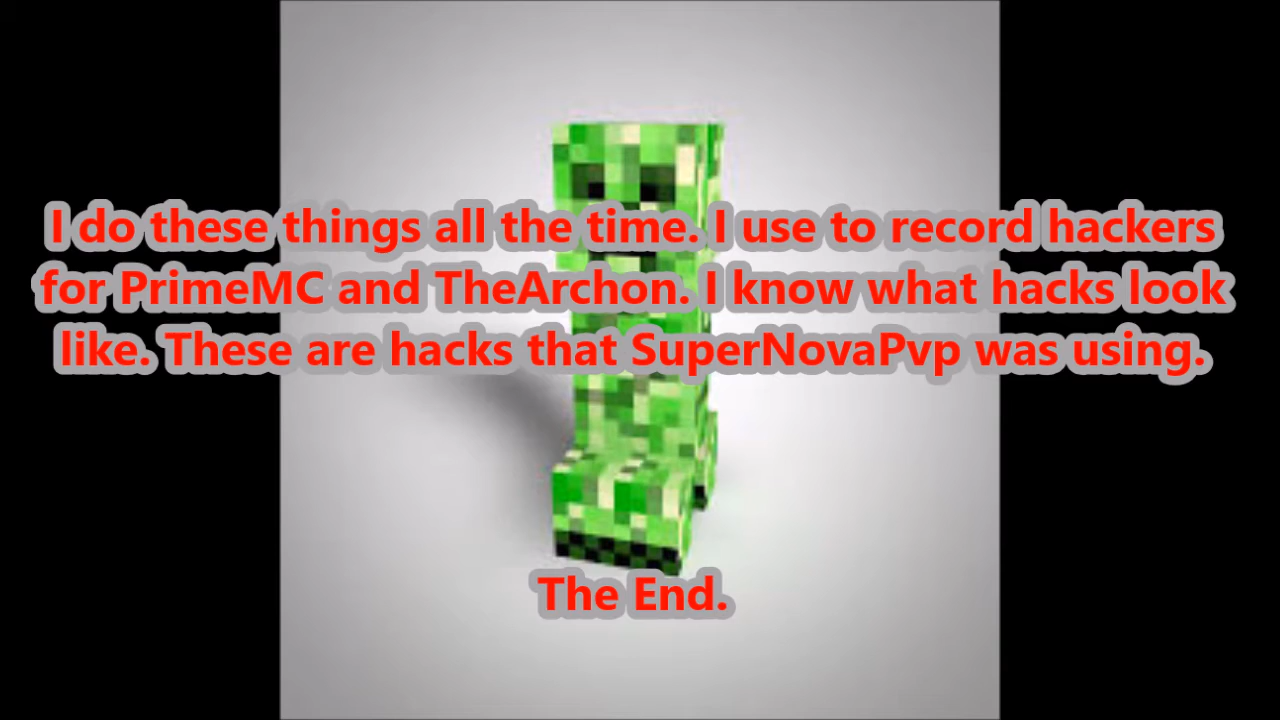 I do these things all the time. I use to record hackers
for PrimeMC and TheArchon. I know what hacks look
like. These are hacks that SuperNovaPvp was using.
The End.